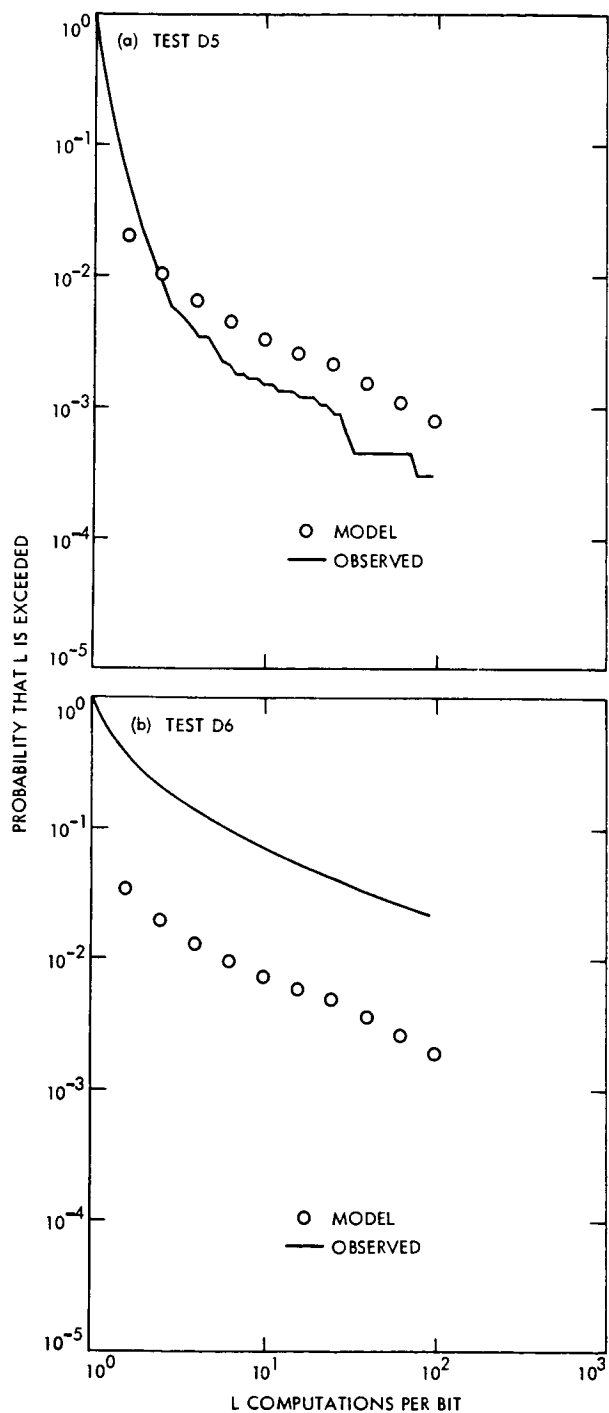 PROBABILITY THAT L IS EXCEEDED
(a) TEST D5
10^0
10^-1
10^-2
10^-3
10^-4
10^-5
MODEL
OBSERVED
(b) TEST D6
10^0
10^-1
10^-2
10^-3
10^-4
10^-5
MODEL
OBSERVED
10^0 10^1 10^2 10^3
L COMPUTATIONS PER BIT